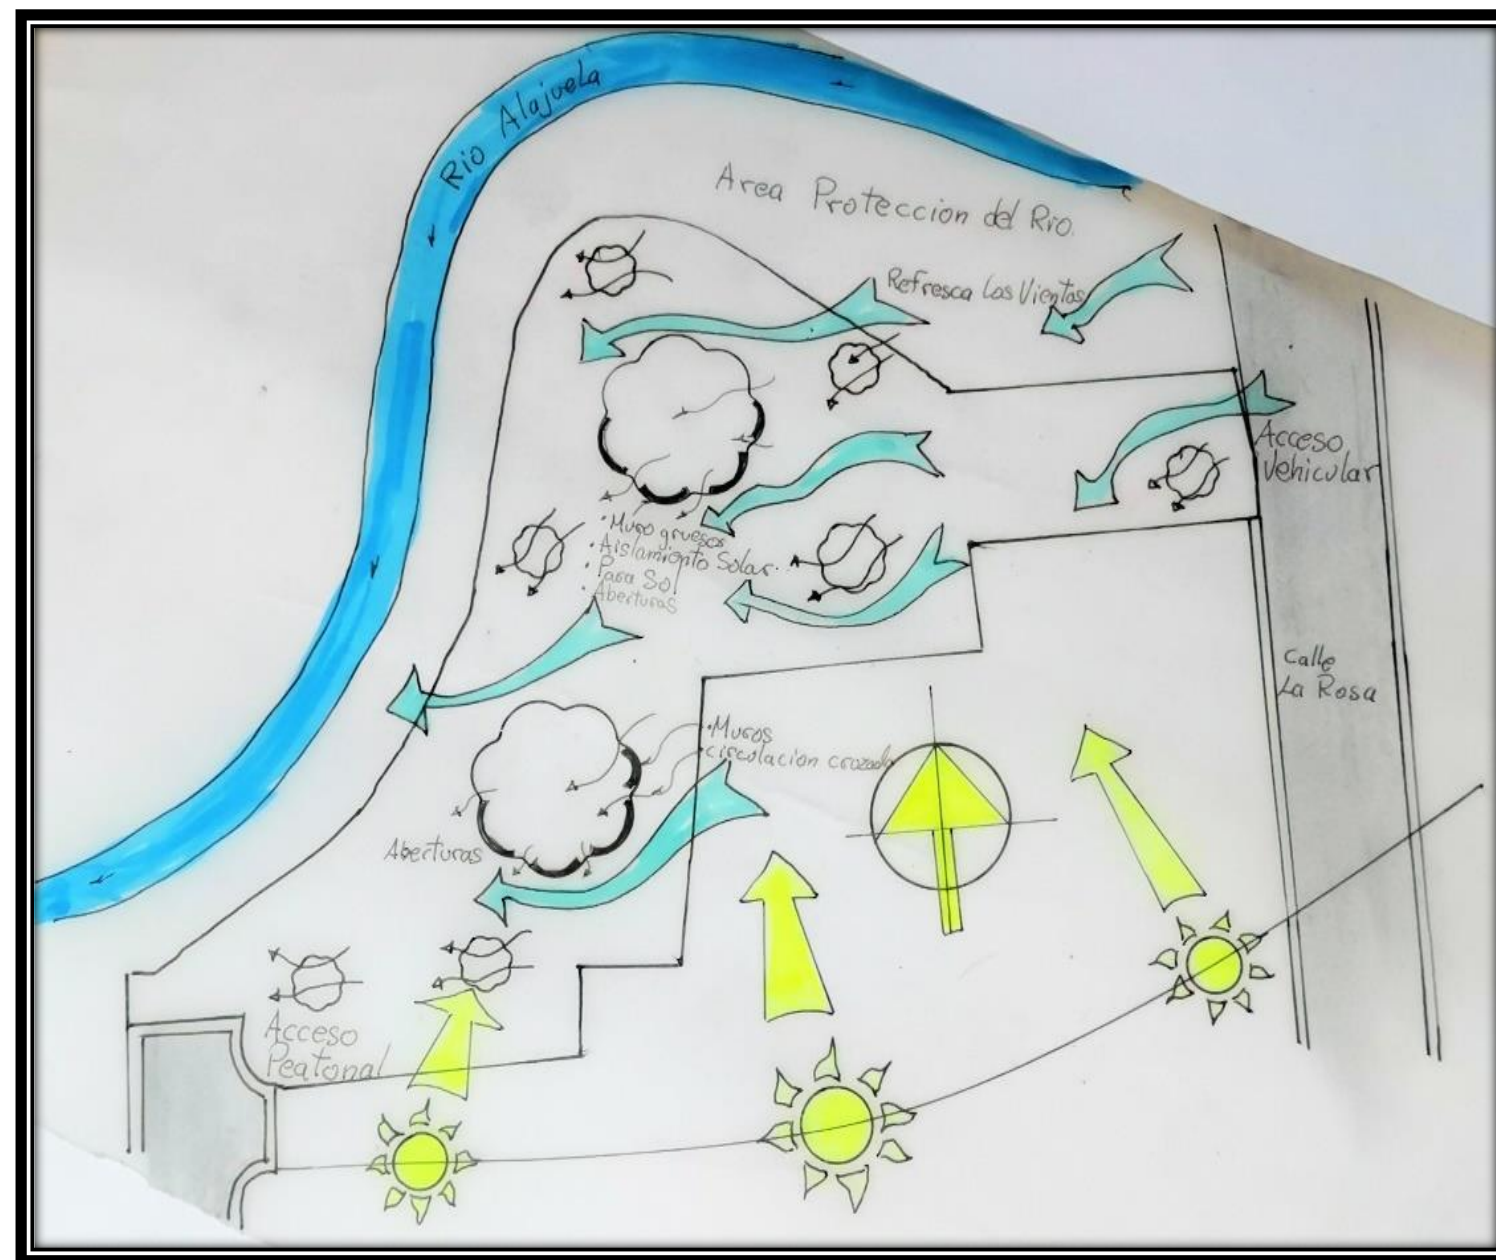 Rio Alajuela
Area Proteccion del Rio.
Refresca Los Vientos
Acceso
Vehicular
• Muro gruesos
• Aislamiento Solar.
• Para Sol
• Aberturas
Calle
La Rosa
• Muros
• circulacion cruzada
Aberturas
Acceso
Peatonal